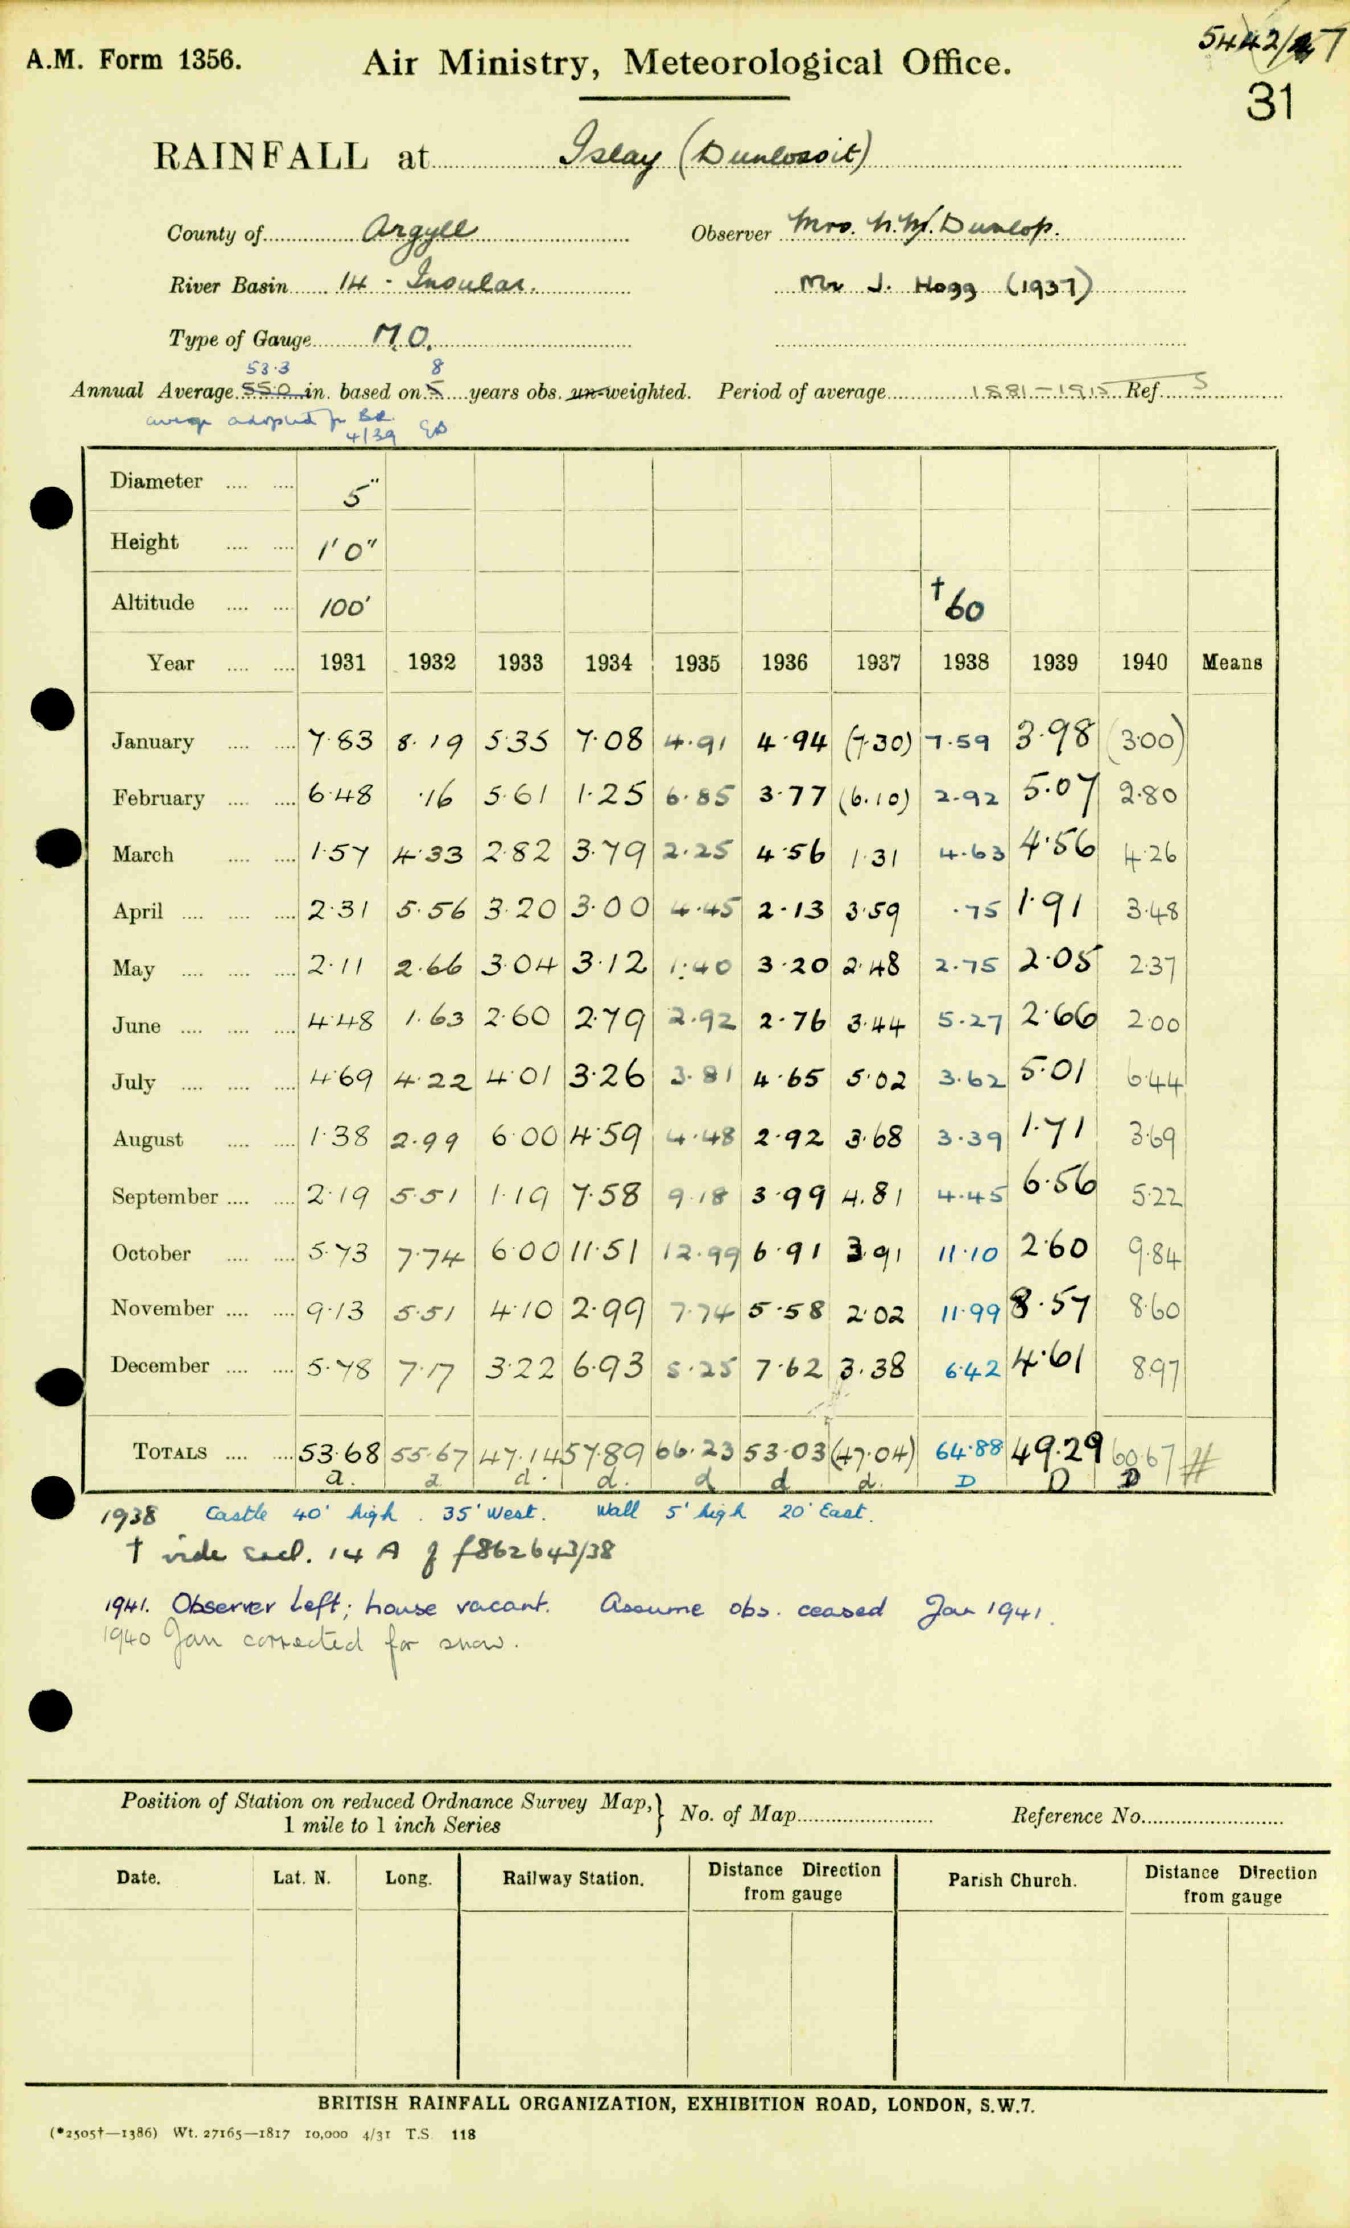 A.M. Form 1356.
Air Ministry, Meteorological Office.
31
RAINFALL at Islay (Dunlossit)
County of Argyll Observer Mrs. N.M. Dunlop.
River Basin 14 - Insular. Mr J. Hogg (1937)
Type of Gauge M.O.
53.3 8
Annual Average 55.0 in. based on 5 years obs. un-weighted. Period of average 1881-1915 Ref. S
average adopted for BR.
4/39
Diameter .... .... 5"
Height .... .... 1' 0"
Altitude .... .... 100' †60
Year .... .... 1931 1932 1933 1934 1935 1936 1937 1938 1939 1940 Means
January .... .... 7.83 8.19 5.35 7.08 4.91 4.94 (7.30) 7.59 3.98 (3.00)
February .... .... 6.48 .16 5.61 1.25 6.85 3.77 (6.10) 2.92 5.07 2.80
March .... .... 1.57 4.33 2.82 3.79 2.25 4.56 1.31 4.63 4.56 4.26
April .... .... .... 2.31 5.56 3.20 3.00 4.45 2.13 3.59 .75 1.91 3.48
May .... .... .... 2.11 2.66 3.04 3.12 1.40 3.20 2.48 2.75 2.05 2.37
June .... .... .... 4.48 1.63 2.60 2.79 2.92 2.76 3.44 5.27 2.66 2.00
July .... .... .... 4.69 4.22 4.01 3.26 3.81 4.65 5.02 3.62 5.01 6.44
August .... .... 1.38 2.99 6.00 4.59 4.48 2.92 3.68 3.39 1.71 3.69
September .... .... 2.19 5.51 1.19 7.58 9.18 3.99 4.81 4.45 6.56 5.22
October .... .... 5.73 7.74 6.00 11.51 12.99 6.91 3.91 11.10 2.60 9.84
November .... .... 9.13 5.51 4.10 2.99 7.74 5.58 2.02 11.99 8.57 8.60
December .... .... 5.78 7.17 3.22 6.93 5.25 7.62 3.38 6.42 4.61 8.97
TOTALS .... .... 53.68 55.67 47.14 57.89 66.23 53.03 (47.04) 64.88 49.29 60.67 #
a. a d. d. d d d. D D D
1938 Castle 40' high. 35' West. Wall 5' high 20' East.
† vide encl. 14 A of f862643/38
1941. Observer left; house vacant. Assume obs. ceased Jan 1941.
1940 Jan corrected for snow.
Position of Station on reduced Ordnance Survey Map, } No. of Map Reference No.
1 mile to 1 inch Series
Date. Lat. N. Long. Railway Station. Distance Direction from gauge Parish Church. Distance Direction from gauge
BRITISH RAINFALL ORGANIZATION, EXHIBITION ROAD, LONDON, S.W.7.
(*2505†—1386) Wt. 27165—1817 10,000 4/31 T.S. 118